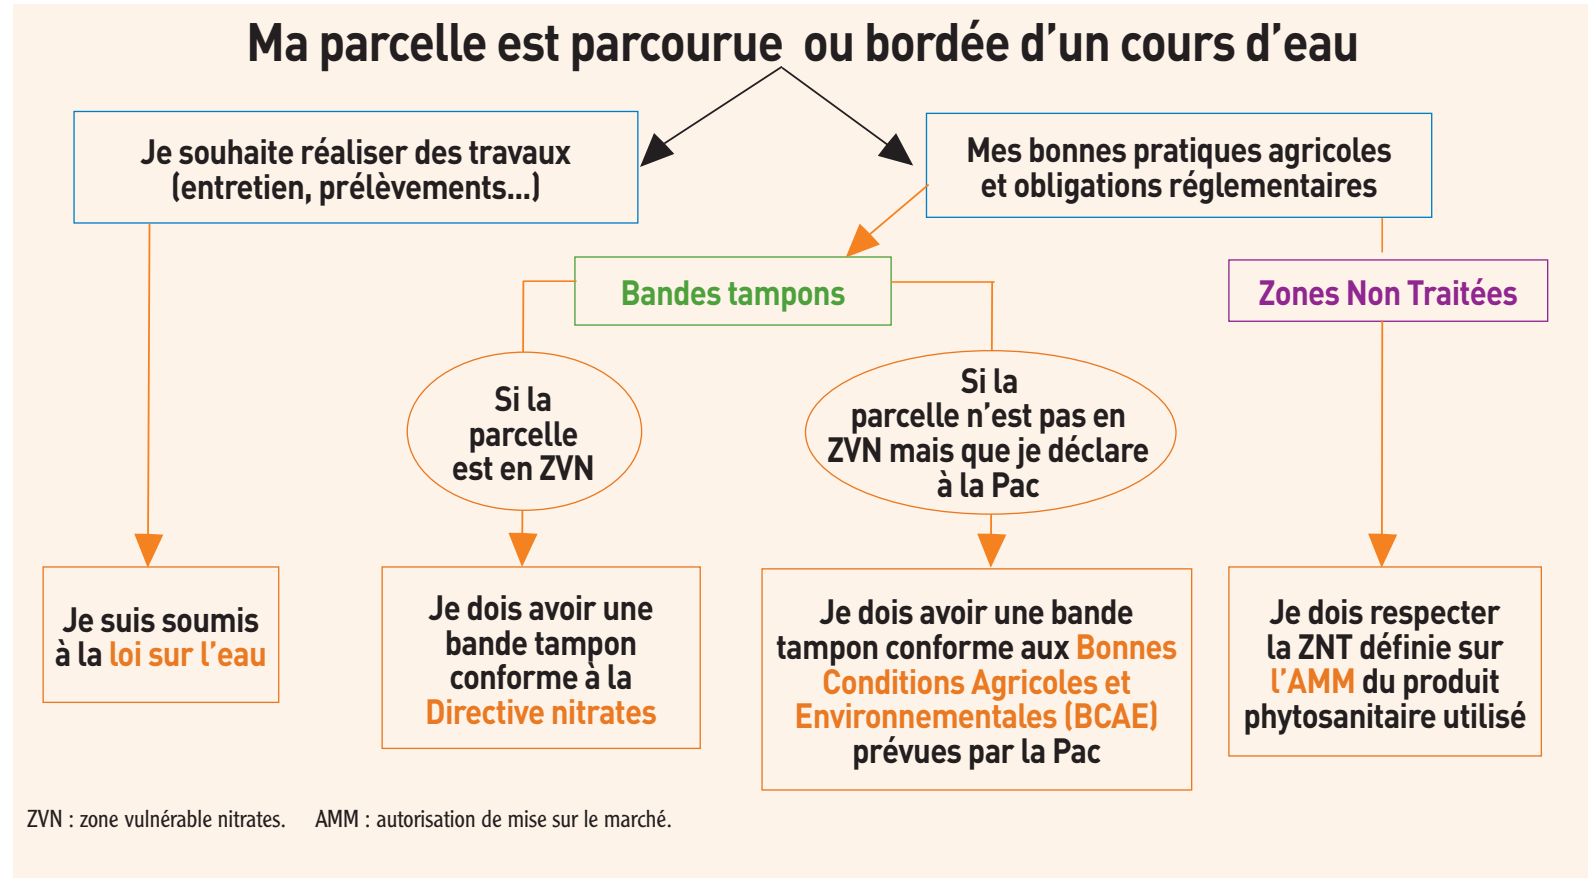 Ma parcelle est parcourue ou bordée d'un cours d'eau
Je souhaite réaliser des travaux
(entretien, prélèvements...)
Mes bonnes pratiques agricoles
et obligations réglementaires
Bandes tampons
Zones Non Traitées
Si la
parcelle
est en ZVN
Si la
parcelle n'est pas en
ZVN mais que je déclare
à la Pac
Je suis soumis
à la loi sur l'eau
Je dois avoir une
bande tampon
conforme à la
Directive nitrates
Je dois avoir une bande
tampon conforme aux Bonnes
Conditions Agricoles et
Environnementales (BCAE)
prévues par la Pac
Je dois respecter
la ZNT définie sur
l'AMM du produit
phytosanitaire utilisé
ZVN : zone vulnérable nitrates. AMM : autorisation de mise sur le marché.